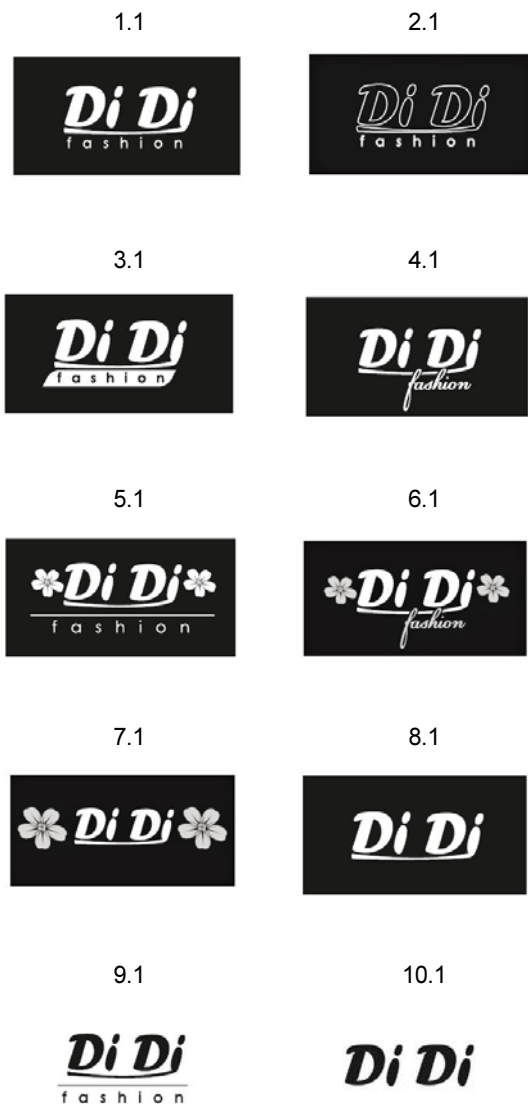 1.1
2.1
Di Di
fashion
Di Di
fashion
3.1
4.1
Di Di
fashion
Di Di
fashion
5.1
6.1
Di Di
fashion
Di Di
fashion
7.1
8.1
Di Di
Di Di
9.1
10.1
Di Di
fashion
Di Di